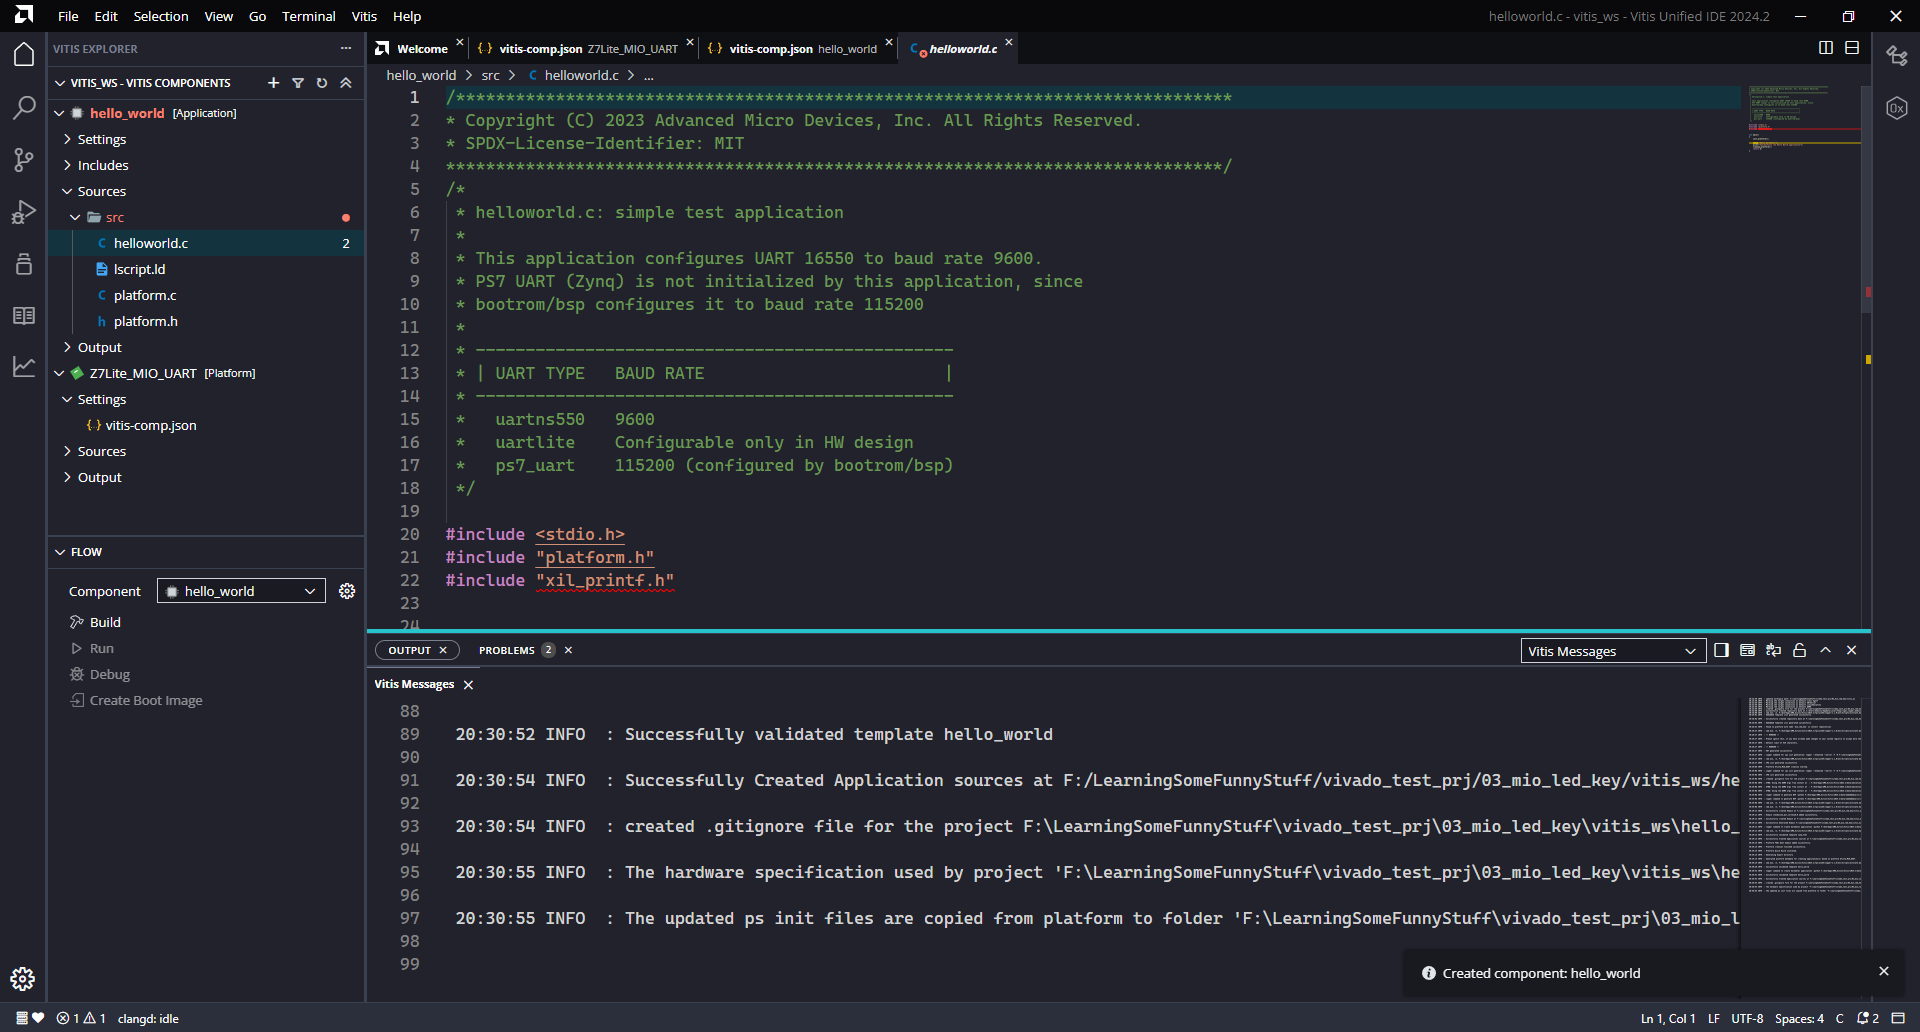 File Edit Selection View Go Terminal Vitis Help
helloworld.c - vitis_ws - Vitis Unified IDE 2024.2
VITIS EXPLORER
VITIS_WS - VITIS COMPONENTS
hello_world [Application]
Settings
Includes
Sources
src
helloworld.c 2
lscript.ld
platform.c
platform.h
Output
Z7Lite_MIO_UART [Platform]
Settings
{.} vitis-comp.json
Sources
Output
FLOW
Component hello_world
Build
Run
Debug
Create Boot Image
Welcome
{.} vitis-comp.json Z7Lite_MIO_UART
{.} vitis-comp.json hello_world
C helloworld.c
hello_world > src > C helloworld.c > ...
1 /******************************************************************************
2 * Copyright (C) 2023 Advanced Micro Devices, Inc. All Rights Reserved.
3 * SPDX-License-Identifier: MIT
4 ******************************************************************************/
5 /*
6 * helloworld.c: simple test application
7 *
8 * This application configures UART 16550 to baud rate 9600.
9 * PS7 UART (Zynq) is not initialized by this application, since
10 * bootrom/bsp configures it to baud rate 115200
11 *
12 * ------------------------------------------------
13 * | UART TYPE   BAUD RATE                        |
14 * ------------------------------------------------
15 *   uartns550   9600
16 *   uartlite    Configurable only in HW design
17 *   ps7_uart    115200 (configured by bootrom/bsp)
18 */
19
20 #include <stdio.h>
21 #include "platform.h"
22 #include "xil_printf.h"
23
24
OUTPUT
PROBLEMS 2
Vitis Messages
Vitis Messages
88
89 20:30:52 INFO  : Successfully validated template hello_world
90
91 20:30:54 INFO  : Successfully Created Application sources at F:/LearningSomeFunnyStuff/vivado_test_prj/03_mio_led_key/vitis_ws/he
92
93 20:30:54 INFO  : created .gitignore file for the project F:\LearningSomeFunnyStuff\vivado_test_prj\03_mio_led_key\vitis_ws\hello_
94
95 20:30:55 INFO  : The hardware specification used by project 'F:\LearningSomeFunnyStuff\vivado_test_prj\03_mio_led_key\vitis_ws\he
96
97 20:30:55 INFO  : The updated ps init files are copied from platform to folder 'F:\LearningSomeFunnyStuff\vivado_test_prj\03_mio_l
98
99
Created component: hello_world
1 1 clangd: idle
Ln 1, Col 1 LF UTF-8 Spaces: 4 C 2
0x